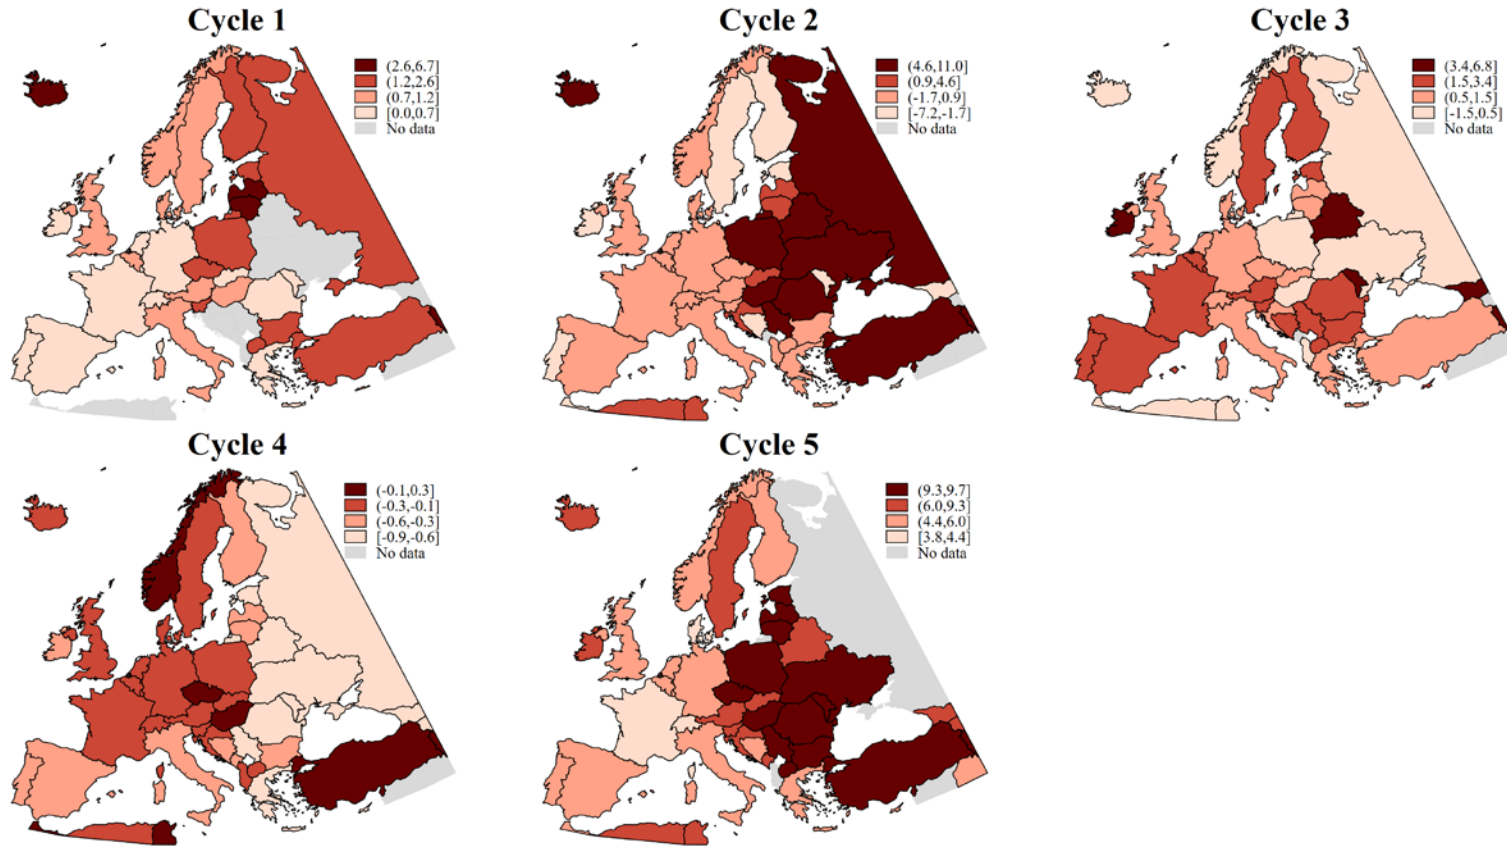 Cycle 1
(2.6,6.7]
(1.2,2.6]
(0.7,1.2]
[0.0,0.7]
No data
Cycle 2
(4.6,11.0]
(0.9,4.6]
(-1.7,0.9]
[-7.2,-1.7]
No data
Cycle 3
(3.4,6.8]
(1.5,3.4]
(0.5,1.5]
[-1.5,0.5]
No data
Cycle 4
(-0.1,0.3]
(-0.3,-0.1]
(-0.6,-0.3]
[-0.9,-0.6]
No data
Cycle 5
(9.3,9.7]
(6.0,9.3]
(4.4,6.0]
[3.8,4.4]
No data